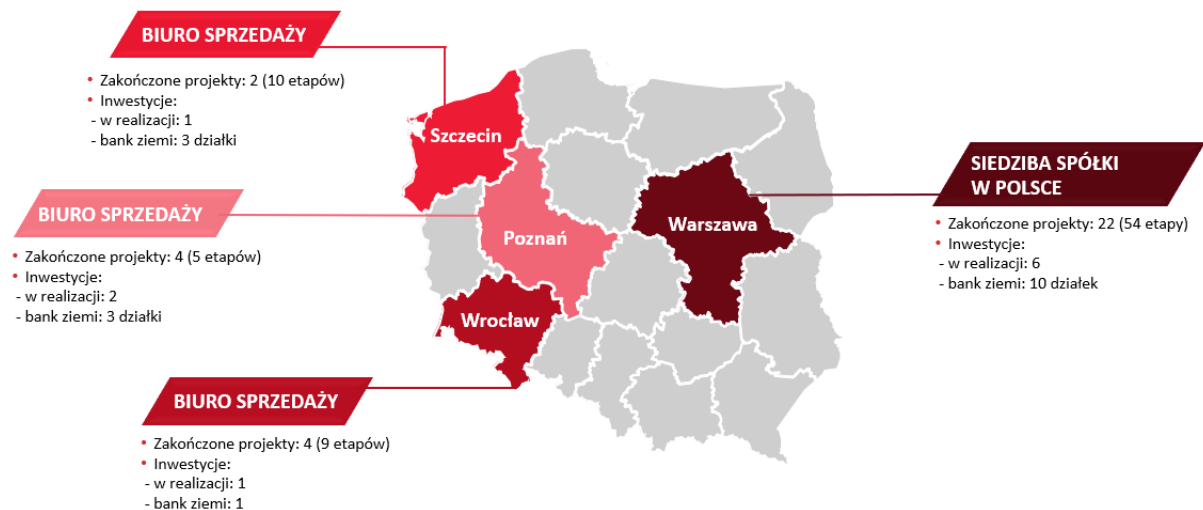 BIURO SPRZEDAŻY
• Zakończone projekty: 2 (10 etapów)
• Inwestycje:
- w realizacji: 1
- bank ziemi: 3 działki
Szczecin
SIEDZIBA SPÓŁKI
W POLSCE
• Zakończone projekty: 22 (54 etapy)
• Inwestycje:
- w realizacji: 6
- bank ziemi: 10 działek
Warszawa
BIURO SPRZEDAŻY
• Zakończone projekty: 4 (5 etapów)
• Inwestycje:
- w realizacji: 2
- bank ziemi: 3 działki
Poznań
Wrocław
BIURO SPRZEDAŻY
• Zakończone projekty: 4 (9 etapów)
• Inwestycje:
- w realizacji: 1
- bank ziemi: 1